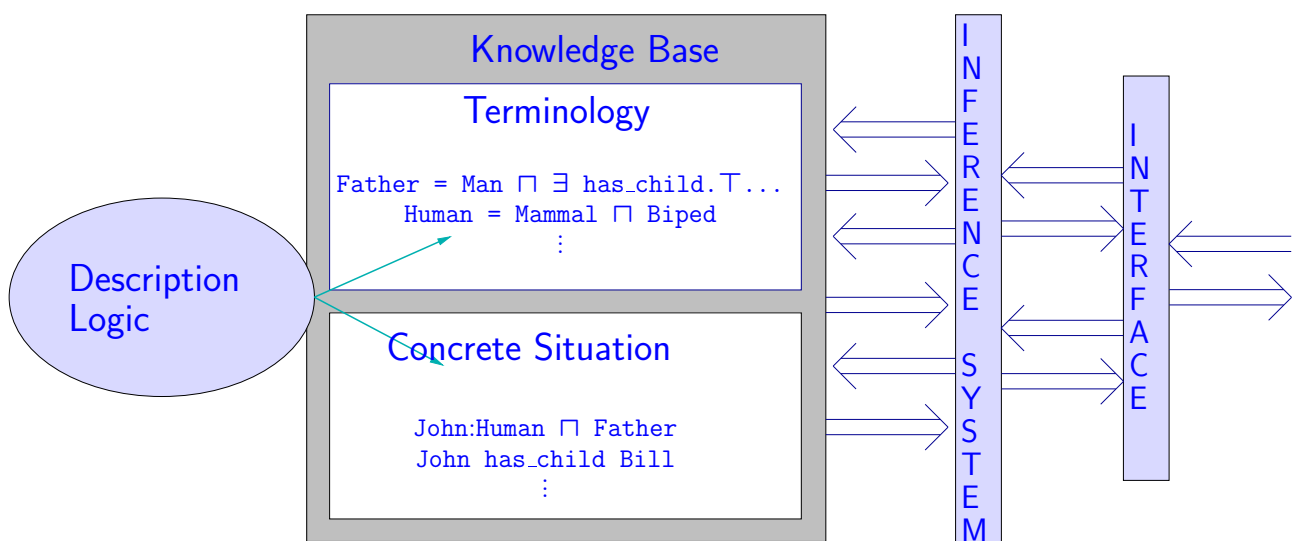 Knowledge Base
Terminology
Father = Man ⊓ ∃ has_child.⊤...
Human = Mammal ⊓ Biped
⋮
Description
Logic
Concrete Situation
John:Human ⊓ Father
John has_child Bill
⋮
INFERENCE SYSTEM
INTERFACE